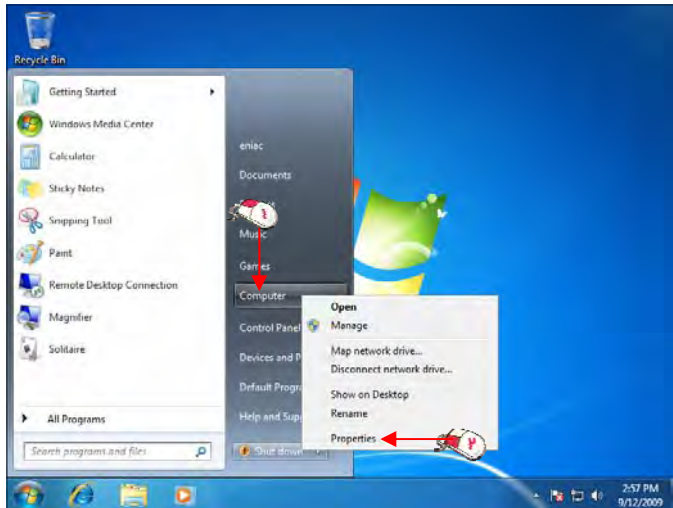 Recycle Bin
Getting Started
Windows Media Center
Calculator
Sticky Notes
Snipping Tool
Paint
Remote Desktop Connection
Magnifier
Solitaire
All Programs
Search programs and files
eniac
Documents
۱
Music
Games
Computer
Control Panel
Devices and P
Default Progra
Help and Supp
Shut down
Open
Manage
Map network drive...
Disconnect network drive...
Show on Desktop
Rename
Properties
۲
2:57 PM
9/12/2009